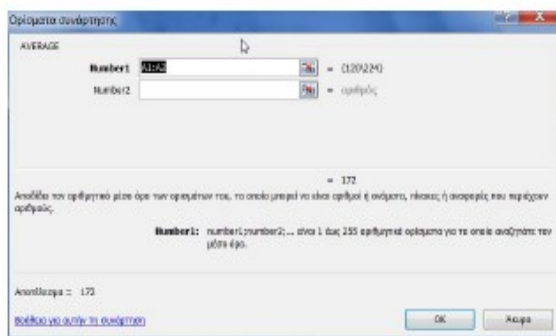 Ορίσματα συνάρτησης
AVERAGE
Number1 A1:A2 = {120\224}
Number2 = αριθμός
= 172
Αποδίδει τον αριθμητικό μέσο όρο των ορισμάτων του, τα οποία μπορεί να είναι αριθμοί ή ονόματα, πίνακες ή αναφορές που περιέχουν
αριθμούς.
Number1: number1;number2;... είναι 1 έως 255 αριθμητικά ορίσματα για τα οποία αναζητάτε τον
μέσο όρο.
Αποτέλεσμα = 172
Βοήθεια για αυτήν τη συνάρτηση
OK Άκυρο